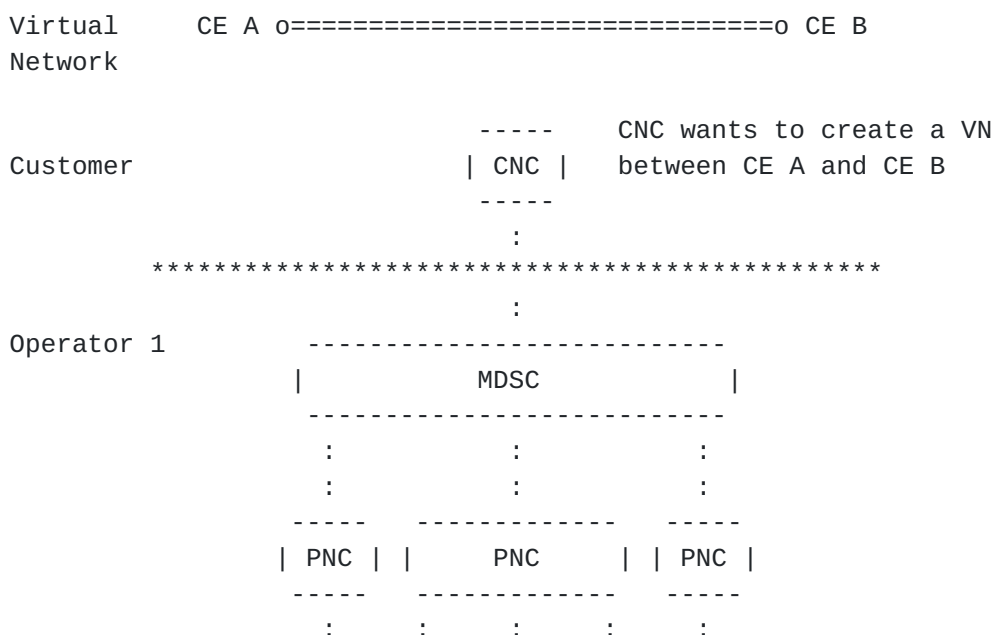 Virtual     CE A o===============================o CE B
Network

                              -----    CNC wants to create a VN
Customer                     | CNC |   between CE A and CE B
                              -----
                                :
         ***********************************************
                                :
Operator 1         ---------------------------
                  |           MDSC            |
                   ---------------------------
                    :           :           :
                    :           :           :
                  -----   -------------   -----
                 | PNC | |     PNC     | | PNC |
                  -----   -------------   -----
                    :     :     :     :     :